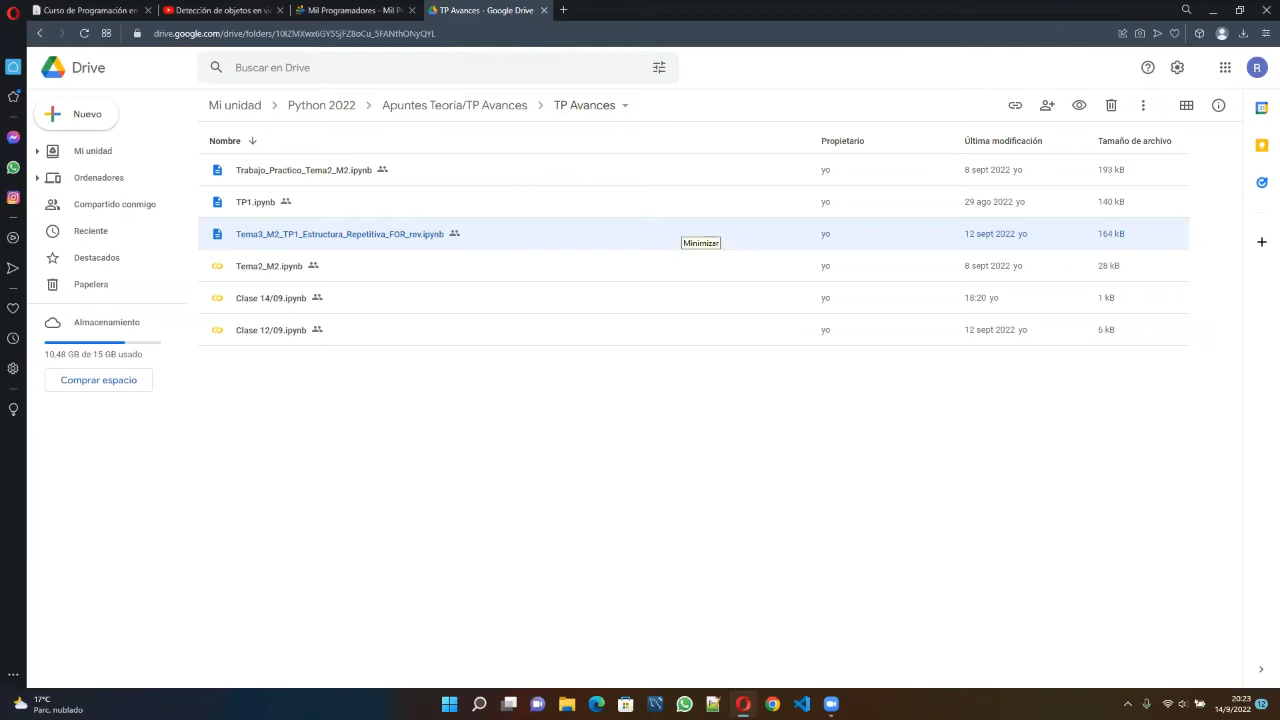 Curso de Programación en
Detección de objetos en vi
Mil Programadores - Mil P
TP Avances - Google Drive
drive.google.com/drive/folders/10IZMXwx6GY5SjFZ8oCu_5FANthONyQYL
Drive
Buscar en Drive
R
Nuevo
Mi unidad
Python 2022
Apuntes Teoria/TP Avances
TP Avances
Nombre
Propietario
Última modificación
Tamaño de archivo
Mi unidad
Ordenadores
Compartido conmigo
Reciente
Destacados
Papelera
Almacenamiento
10,48 GB de 15 GB usado
Comprar espacio
Trabajo_Practico_Tema2_M2.ipynb yo 8 sept 2022 yo 193 kB
TP1.ipynb yo 29 ago 2022 yo 140 kB
Tema3_M2_TP1_Estructura_Repetitiva_FOR_rev.ipynb yo 12 sept 2022 yo 164 kB
Minimizar
Tema2_M2.ipynb yo 8 sept 2022 yo 28 kB
Clase 14/09.ipynb yo 18:20 yo 1 kB
Clase 12/09.ipynb yo 12 sept 2022 yo 6 kB
17°C
Parc. nublado
20:23
14/9/2022
12